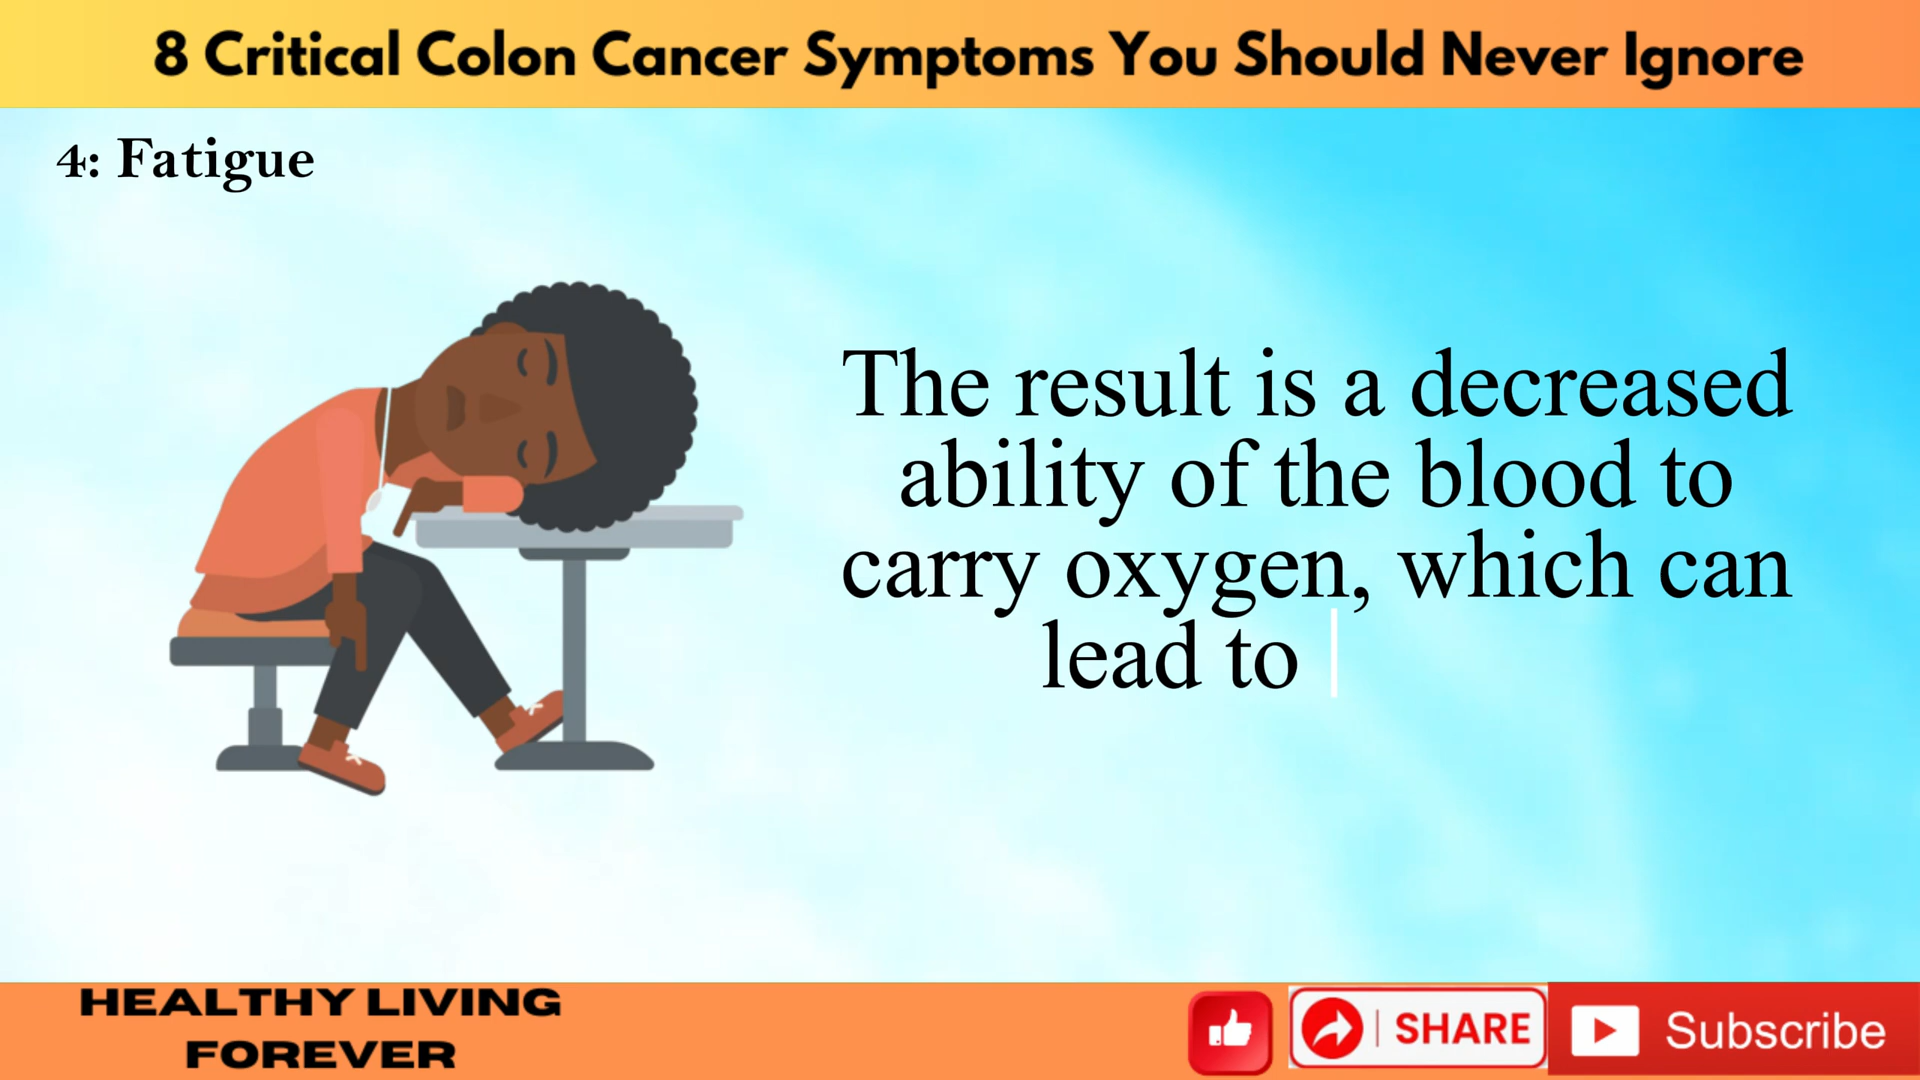 8 Critical Colon Cancer Symptoms You Should Never Ignore
4: Fatigue
The result is a decreased
ability of the blood to
carry oxygen, which can
lead to
HEALTHY LIVING
FOREVER
SHARE
Subscribe